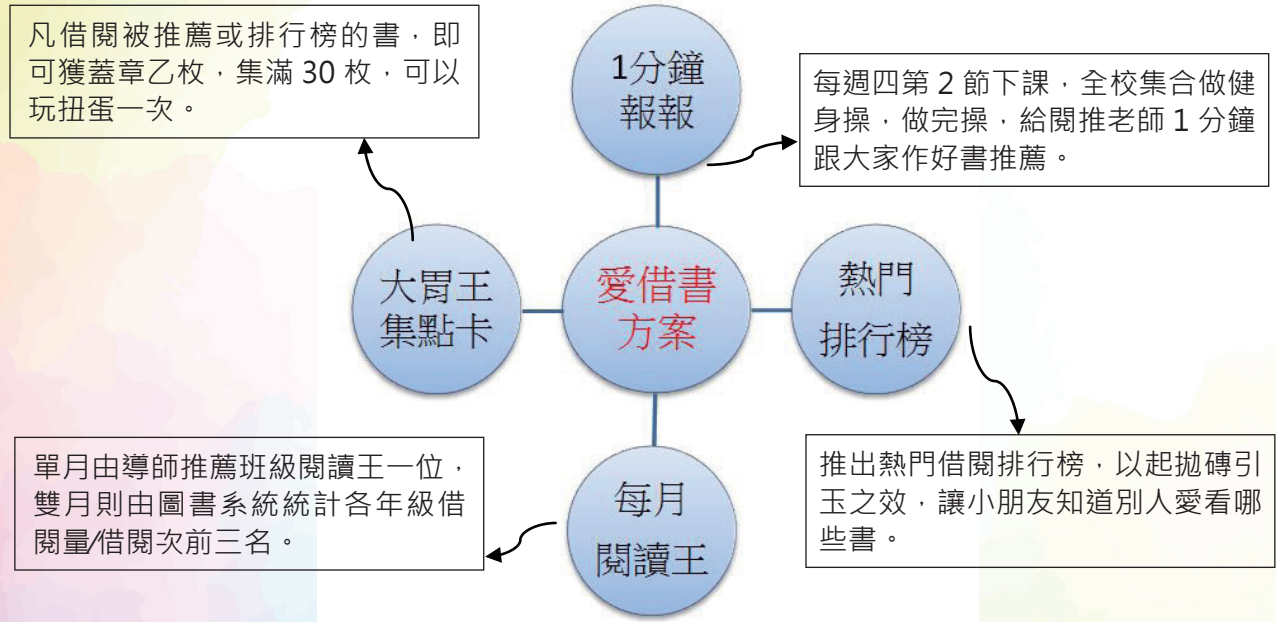 凡借閱被推薦或排行榜的書，即
可獲蓋章乙枚，集滿 30 枚，可以
玩扭蛋一次。
1分鐘
報報
每週四第 2 節下課，全校集合做健
身操，做完操，給閱推老師 1 分鐘
跟大家作好書推薦。
大胃王
集點卡
愛借書
方案
熱門
排行榜
單月由導師推薦班級閱讀王一位，
雙月則由圖書系統統計各年級借
閱量/借閱次前三名。
每月
閱讀王
推出熱門借閱排行榜，以起拋磚引
玉之效，讓小朋友知道別人愛看哪
些書。